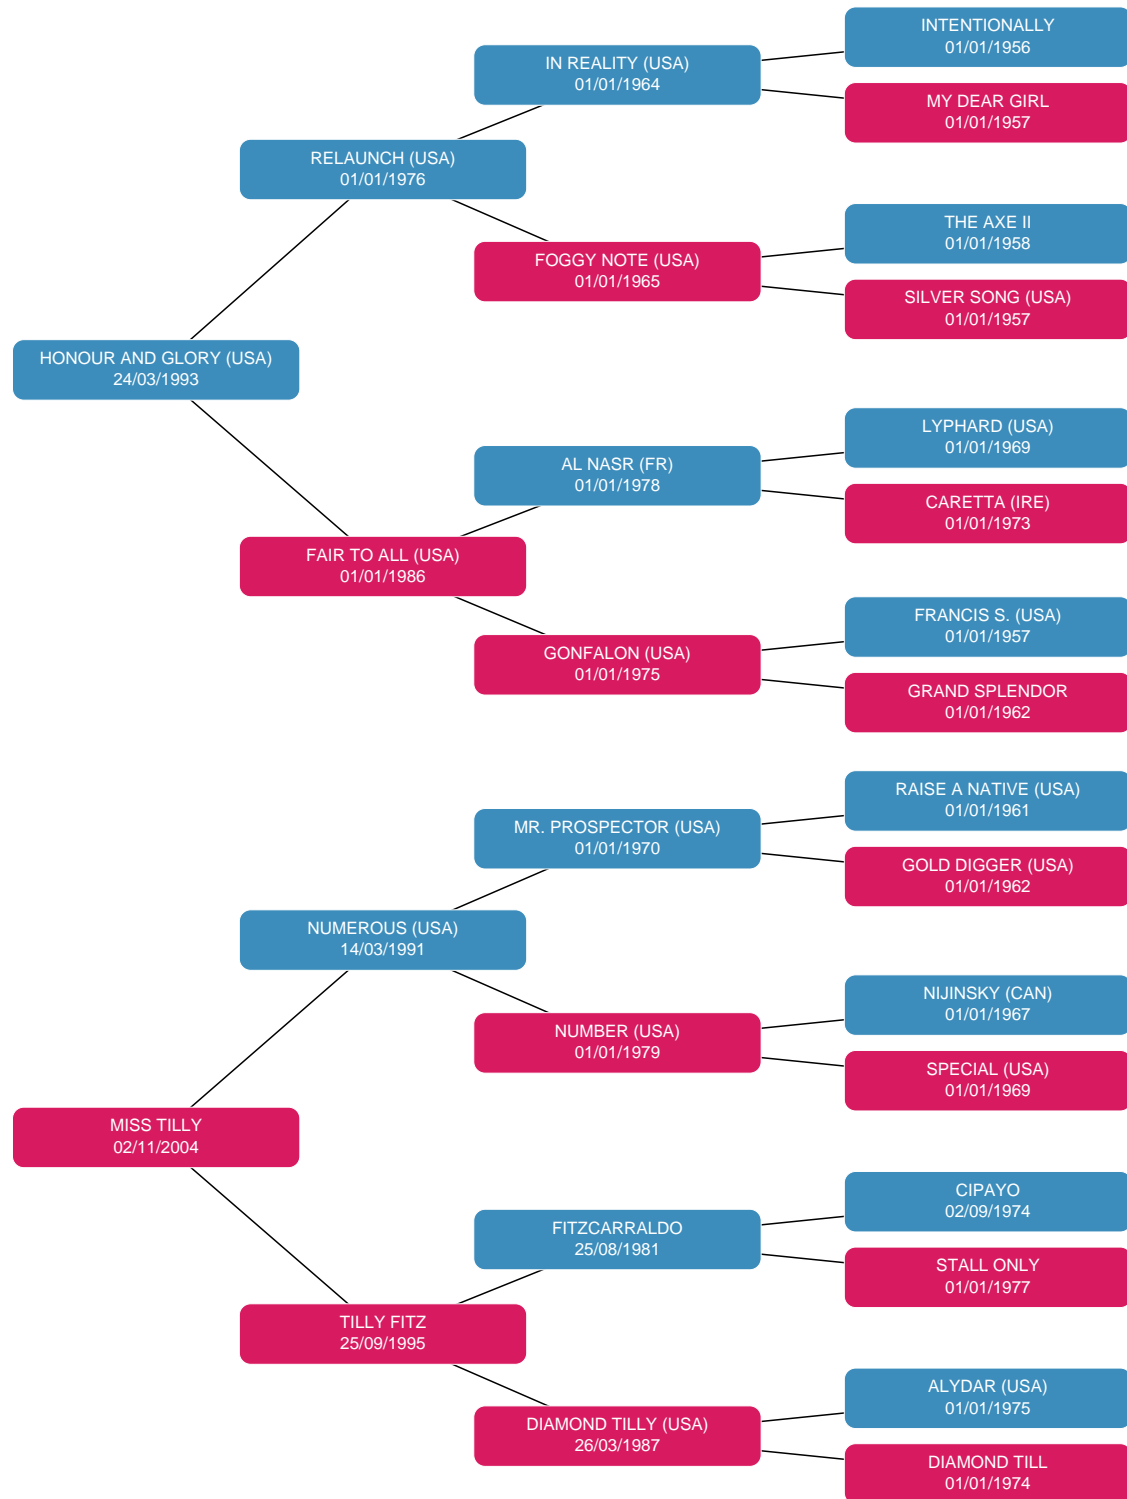 INTENTIONALLY
01/01/1956
IN REALITY (USA)
01/01/1964
MY DEAR GIRL
01/01/1957
RELAUNCH (USA)
01/01/1976
THE AXE II
01/01/1958
FOGGY NOTE (USA)
01/01/1965
SILVER SONG (USA)
01/01/1957
HONOUR AND GLORY (USA)
24/03/1993
LYPHARD (USA)
01/01/1969
AL NASR (FR)
01/01/1978
CARETTA (IRE)
01/01/1973
FAIR TO ALL (USA)
01/01/1986
FRANCIS S. (USA)
01/01/1957
GONFALON (USA)
01/01/1975
GRAND SPLENDOR
01/01/1962
RAISE A NATIVE (USA)
01/01/1961
MR. PROSPECTOR (USA)
01/01/1970
GOLD DIGGER (USA)
01/01/1962
NUMEROUS (USA)
14/03/1991
NIJINSKY (CAN)
01/01/1967
NUMBER (USA)
01/01/1979
SPECIAL (USA)
01/01/1969
MISS TILLY
02/11/2004
CIPAYO
02/09/1974
FITZCARRALDO
25/08/1981
STALL ONLY
01/01/1977
TILLY FITZ
25/09/1995
ALYDAR (USA)
01/01/1975
DIAMOND TILLY (USA)
26/03/1987
DIAMOND TILL
01/01/1974